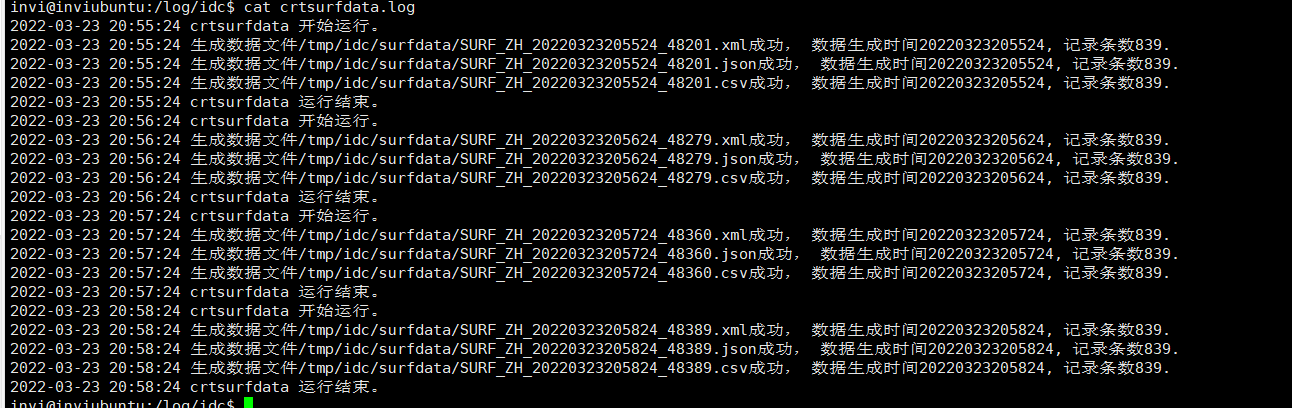 invi@inviubuntu:/log/idc$ cat crtsurfdata.log
2022-03-23 20:55:24 crtsurfdata 开始运行。
2022-03-23 20:55:24 生成数据文件/tmp/idc/surfdata/SURF_ZH_20220323205524_48201.xml成功， 数据生成时间20220323205524, 记录条数839.
2022-03-23 20:55:24 生成数据文件/tmp/idc/surfdata/SURF_ZH_20220323205524_48201.json成功， 数据生成时间20220323205524, 记录条数839.
2022-03-23 20:55:24 生成数据文件/tmp/idc/surfdata/SURF_ZH_20220323205524_48201.csv成功， 数据生成时间20220323205524, 记录条数839.
2022-03-23 20:55:24 crtsurfdata 运行结束。
2022-03-23 20:56:24 crtsurfdata 开始运行。
2022-03-23 20:56:24 生成数据文件/tmp/idc/surfdata/SURF_ZH_20220323205624_48279.xml成功， 数据生成时间20220323205624, 记录条数839.
2022-03-23 20:56:24 生成数据文件/tmp/idc/surfdata/SURF_ZH_20220323205624_48279.json成功， 数据生成时间20220323205624, 记录条数839.
2022-03-23 20:56:24 生成数据文件/tmp/idc/surfdata/SURF_ZH_20220323205624_48279.csv成功， 数据生成时间20220323205624, 记录条数839.
2022-03-23 20:56:24 crtsurfdata 运行结束。
2022-03-23 20:57:24 crtsurfdata 开始运行。
2022-03-23 20:57:24 生成数据文件/tmp/idc/surfdata/SURF_ZH_20220323205724_48360.xml成功， 数据生成时间20220323205724, 记录条数839.
2022-03-23 20:57:24 生成数据文件/tmp/idc/surfdata/SURF_ZH_20220323205724_48360.json成功， 数据生成时间20220323205724, 记录条数839.
2022-03-23 20:57:24 生成数据文件/tmp/idc/surfdata/SURF_ZH_20220323205724_48360.csv成功， 数据生成时间20220323205724, 记录条数839.
2022-03-23 20:57:24 crtsurfdata 运行结束。
2022-03-23 20:58:24 crtsurfdata 开始运行。
2022-03-23 20:58:24 生成数据文件/tmp/idc/surfdata/SURF_ZH_20220323205824_48389.xml成功， 数据生成时间20220323205824, 记录条数839.
2022-03-23 20:58:24 生成数据文件/tmp/idc/surfdata/SURF_ZH_20220323205824_48389.json成功， 数据生成时间20220323205824, 记录条数839.
2022-03-23 20:58:24 生成数据文件/tmp/idc/surfdata/SURF_ZH_20220323205824_48389.csv成功， 数据生成时间20220323205824, 记录条数839.
2022-03-23 20:58:24 crtsurfdata 运行结束。
invi@inviubuntu:/log/idc$